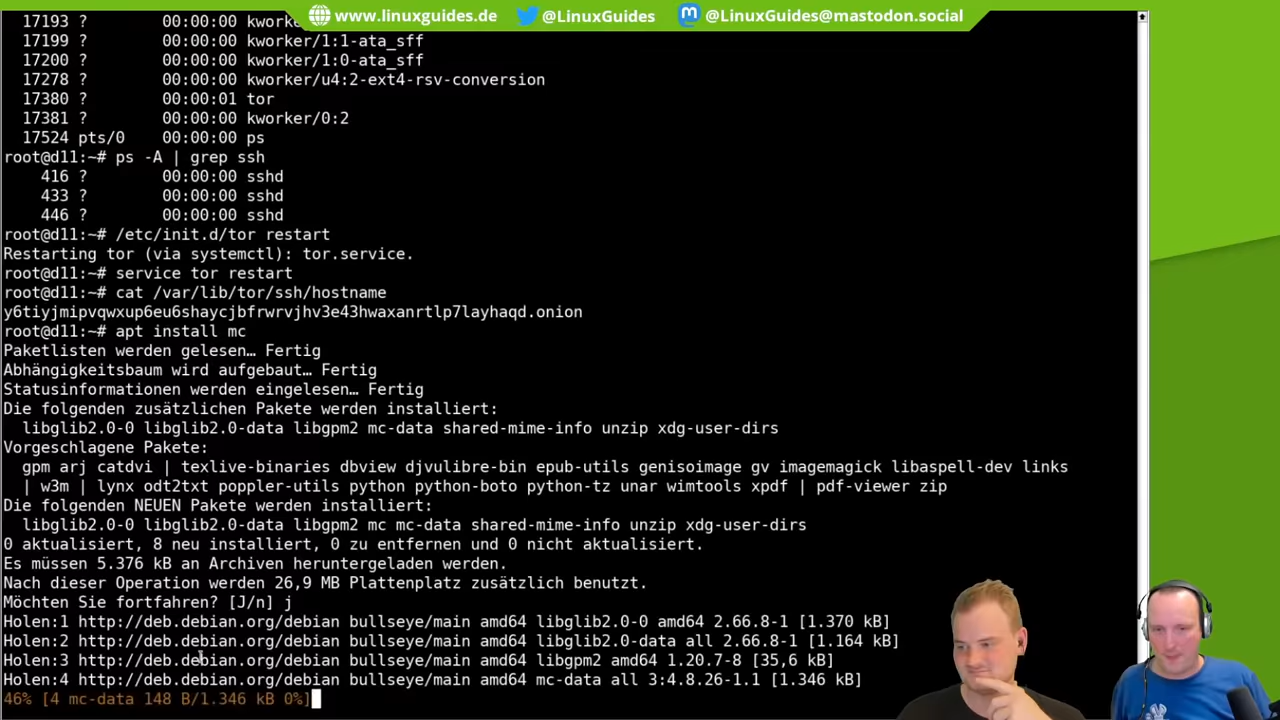 www.linuxguides.de @LinuxGuides @LinuxGuides@mastodon.social
17193 ? 00:00:00
17199 ? 00:00:00 kworker/1:1-ata_sff
17200 ? 00:00:00 kworker/1:0-ata_sff
17278 ? 00:00:00 kworker/u4:2-ext4-rsv-conversion
17380 ? 00:00:01 tor
17381 ? 00:00:00 kworker/0:2
17524 pts/0 00:00:00 ps
root@d11:~# ps -A | grep ssh
416 ? 00:00:00 sshd
433 ? 00:00:00 sshd
446 ? 00:00:00 sshd
root@d11:~# /etc/init.d/tor restart
Restarting tor (via systemctl): tor.service.
root@d11:~# service tor restart
root@d11:~# cat /var/lib/tor/ssh/hostname
y6tiyjmipvqwxup6eu6shaycjbfrwrvjhv3e43hwaxanrtlp7layhaqd.onion
root@d11:~# apt install mc
Paketlisten werden gelesen… Fertig
Abhängigkeitsbaum wird aufgebaut… Fertig
Statusinformationen werden eingelesen… Fertig
Die folgenden zusätzlichen Pakete werden installiert:
libglib2.0-0 libglib2.0-data libgpm2 mc-data shared-mime-info unzip xdg-user-dirs
Vorgeschlagene Pakete:
gpm arj catdvi | texlive-binaries dbview djvulibre-bin epub-utils genisoimage gv imagemagick libaspell-dev links
| w3m | lynx odt2txt poppler-utils python python-boto python-tz unar wimtools xpdf | pdf-viewer zip
Die folgenden NEUEN Pakete werden installiert:
libglib2.0-0 libglib2.0-data libgpm2 mc mc-data shared-mime-info unzip xdg-user-dirs
0 aktualisiert, 8 neu installiert, 0 zu entfernen und 0 nicht aktualisiert.
Es müssen 5.376 kB an Archiven heruntergeladen werden.
Nach dieser Operation werden 26,9 MB Plattenplatz zusätzlich benutzt.
Möchten Sie fortfahren? [J/n] j
Holen:1 http://deb.debian.org/debian bullseye/main amd64 libglib2.0-0 amd64 2.66.8-1 [1.370 kB]
Holen:2 http://deb.debian.org/debian bullseye/main amd64 libglib2.0-data all 2.66.8-1 [1.164 kB]
Holen:3 http://deb.debian.org/debian bullseye/main amd64 libgpm2 amd64 1.20.7-8 [35,6 kB]
Holen:4 http://deb.debian.org/debian bullseye/main amd64 mc-data all 3:4.8.26-1.1 [1.346 kB]
46% [4 mc-data 148 B/1.346 kB 0%]